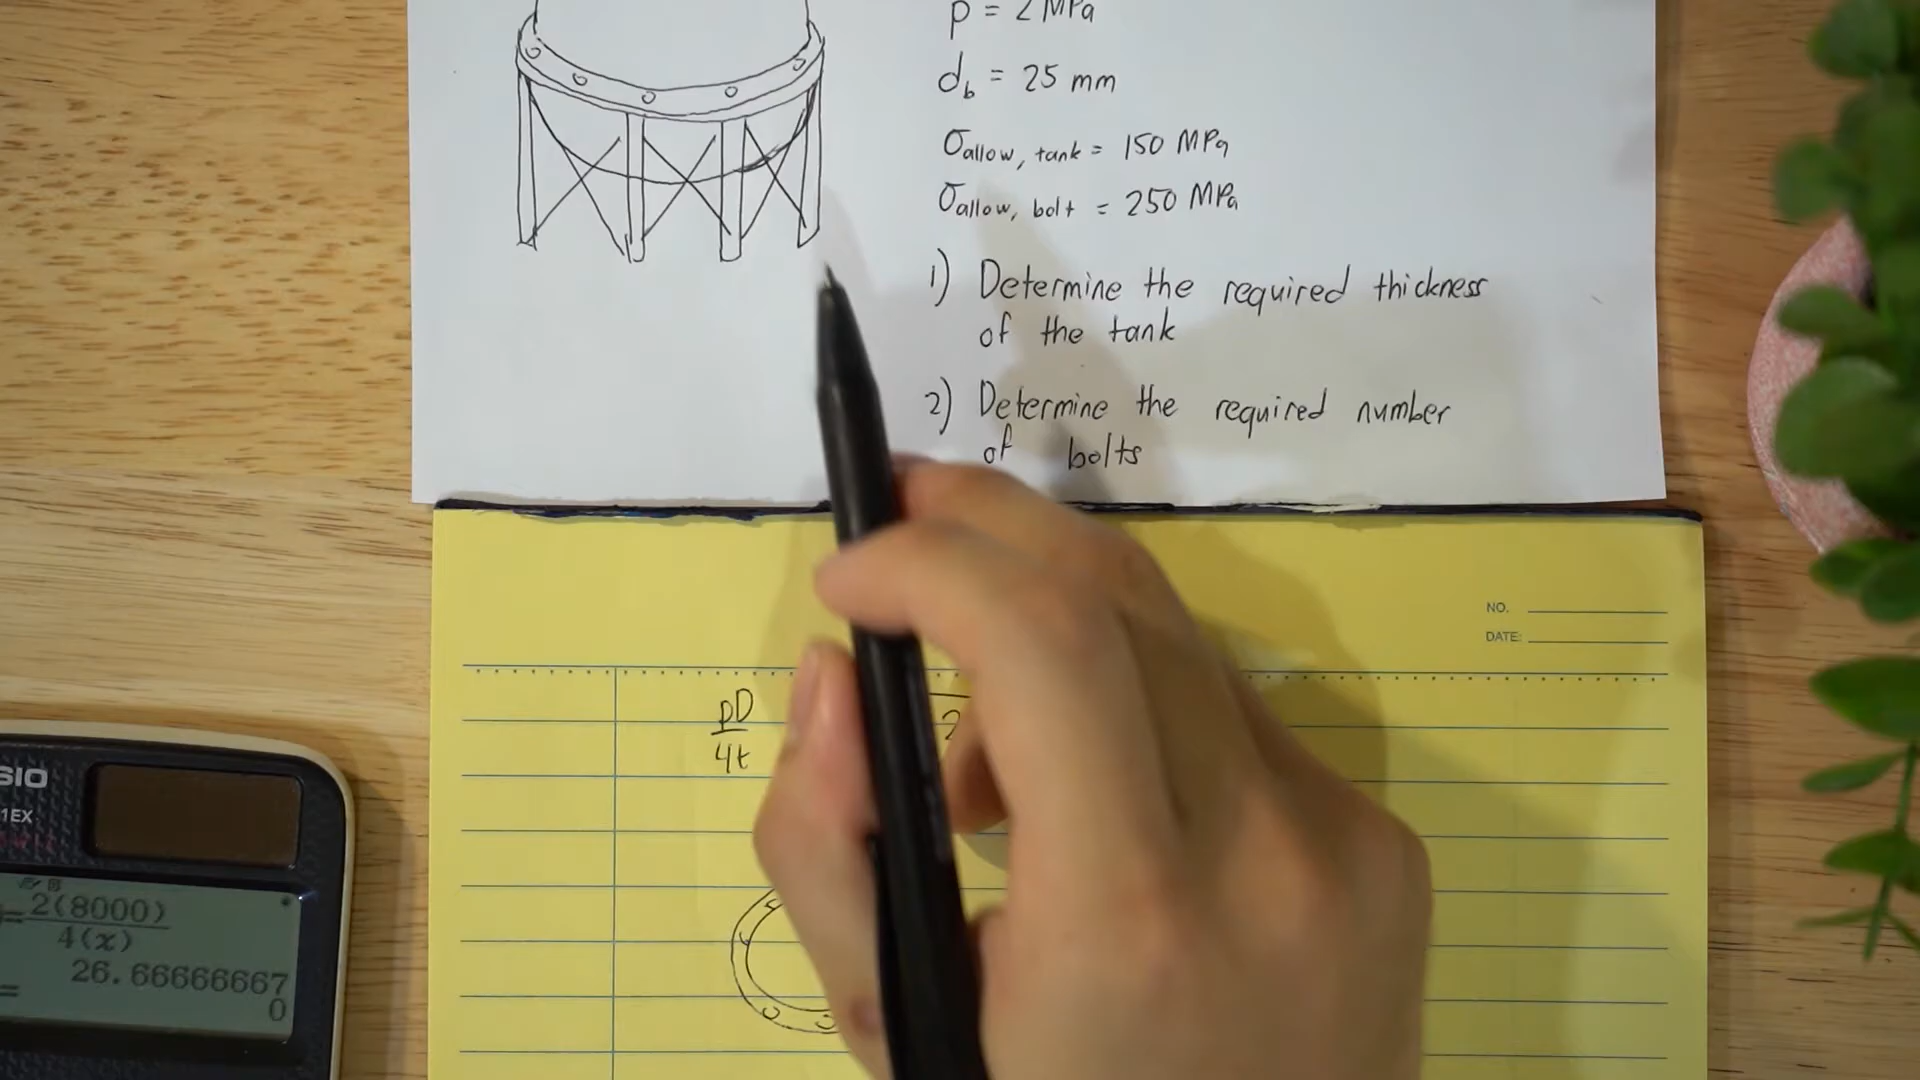 p = 2 MPa
d_b = 25 mm
σ_allow, tank = 150 MPa
σ_allow, bolt = 250 MPa
1) Determine the required thickness
of the tank
2) Determine the required number
of bolts
NO.
DATE:
pD
4t
2
SIO
1EX
=2(8000)
4(x)
26.66666667
=
0